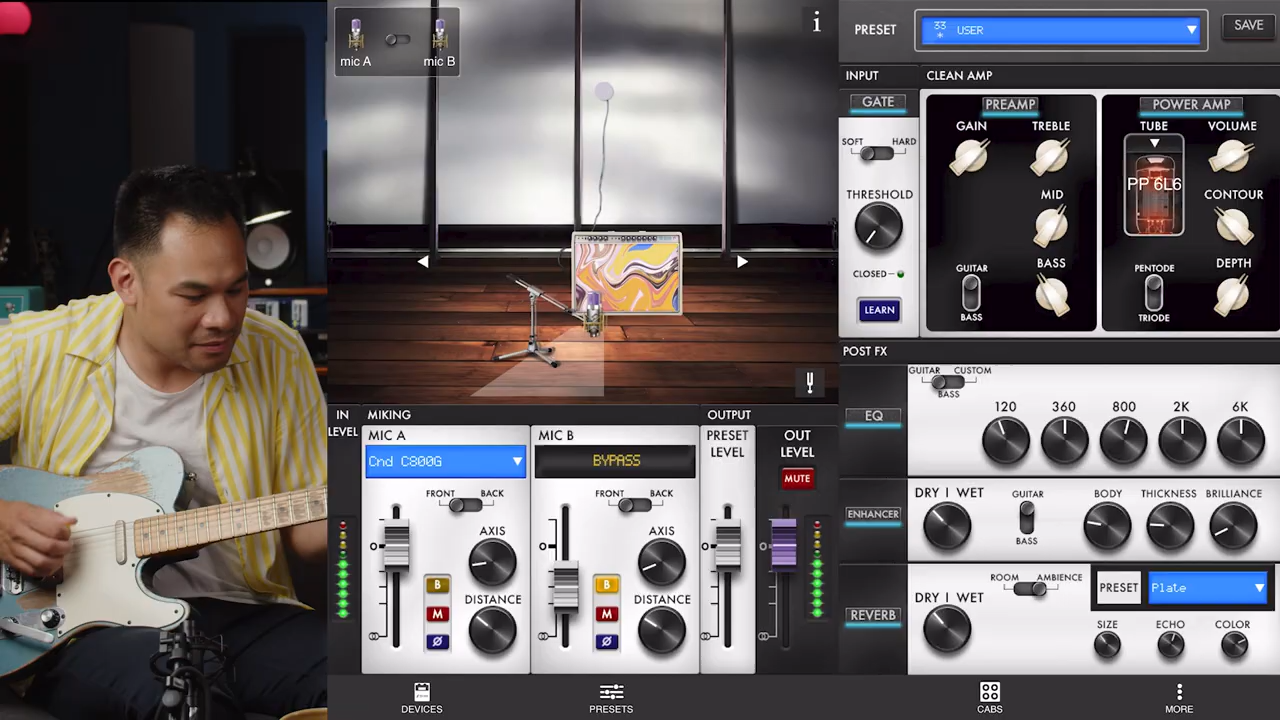 mic A
mic B
i
PRESET
33
*
USER
SAVE
INPUT
CLEAN AMP
GATE
PREAMP
POWER AMP
GAIN
TREBLE
TUBE
VOLUME
SOFT
HARD
PP 6L6
THRESHOLD
MID
CONTOUR
CLOSED
BASS
DEPTH
GUITAR
BASS
PENTODE
TRIODE
LEARN
POST FX
GUITAR
CUSTOM
BASS
EQ
120
360
800
2K
6K
ENHANCER
DRY | WET
GUITAR
BASS
BODY
THICKNESS
BRILLIANCE
REVERB
DRY | WET
ROOM
AMBIENCE
PRESET
Plate
SIZE
ECHO
COLOR
IN
LEVEL
MIKING
OUTPUT
MIC A
Cnd C800G
FRONT
BACK
AXIS
B
M
Ø
DISTANCE
MIC B
BYPASS
FRONT
BACK
AXIS
B
M
Ø
DISTANCE
PRESET
LEVEL
OUT
LEVEL
MUTE
DEVICES
PRESETS
CABS
MORE